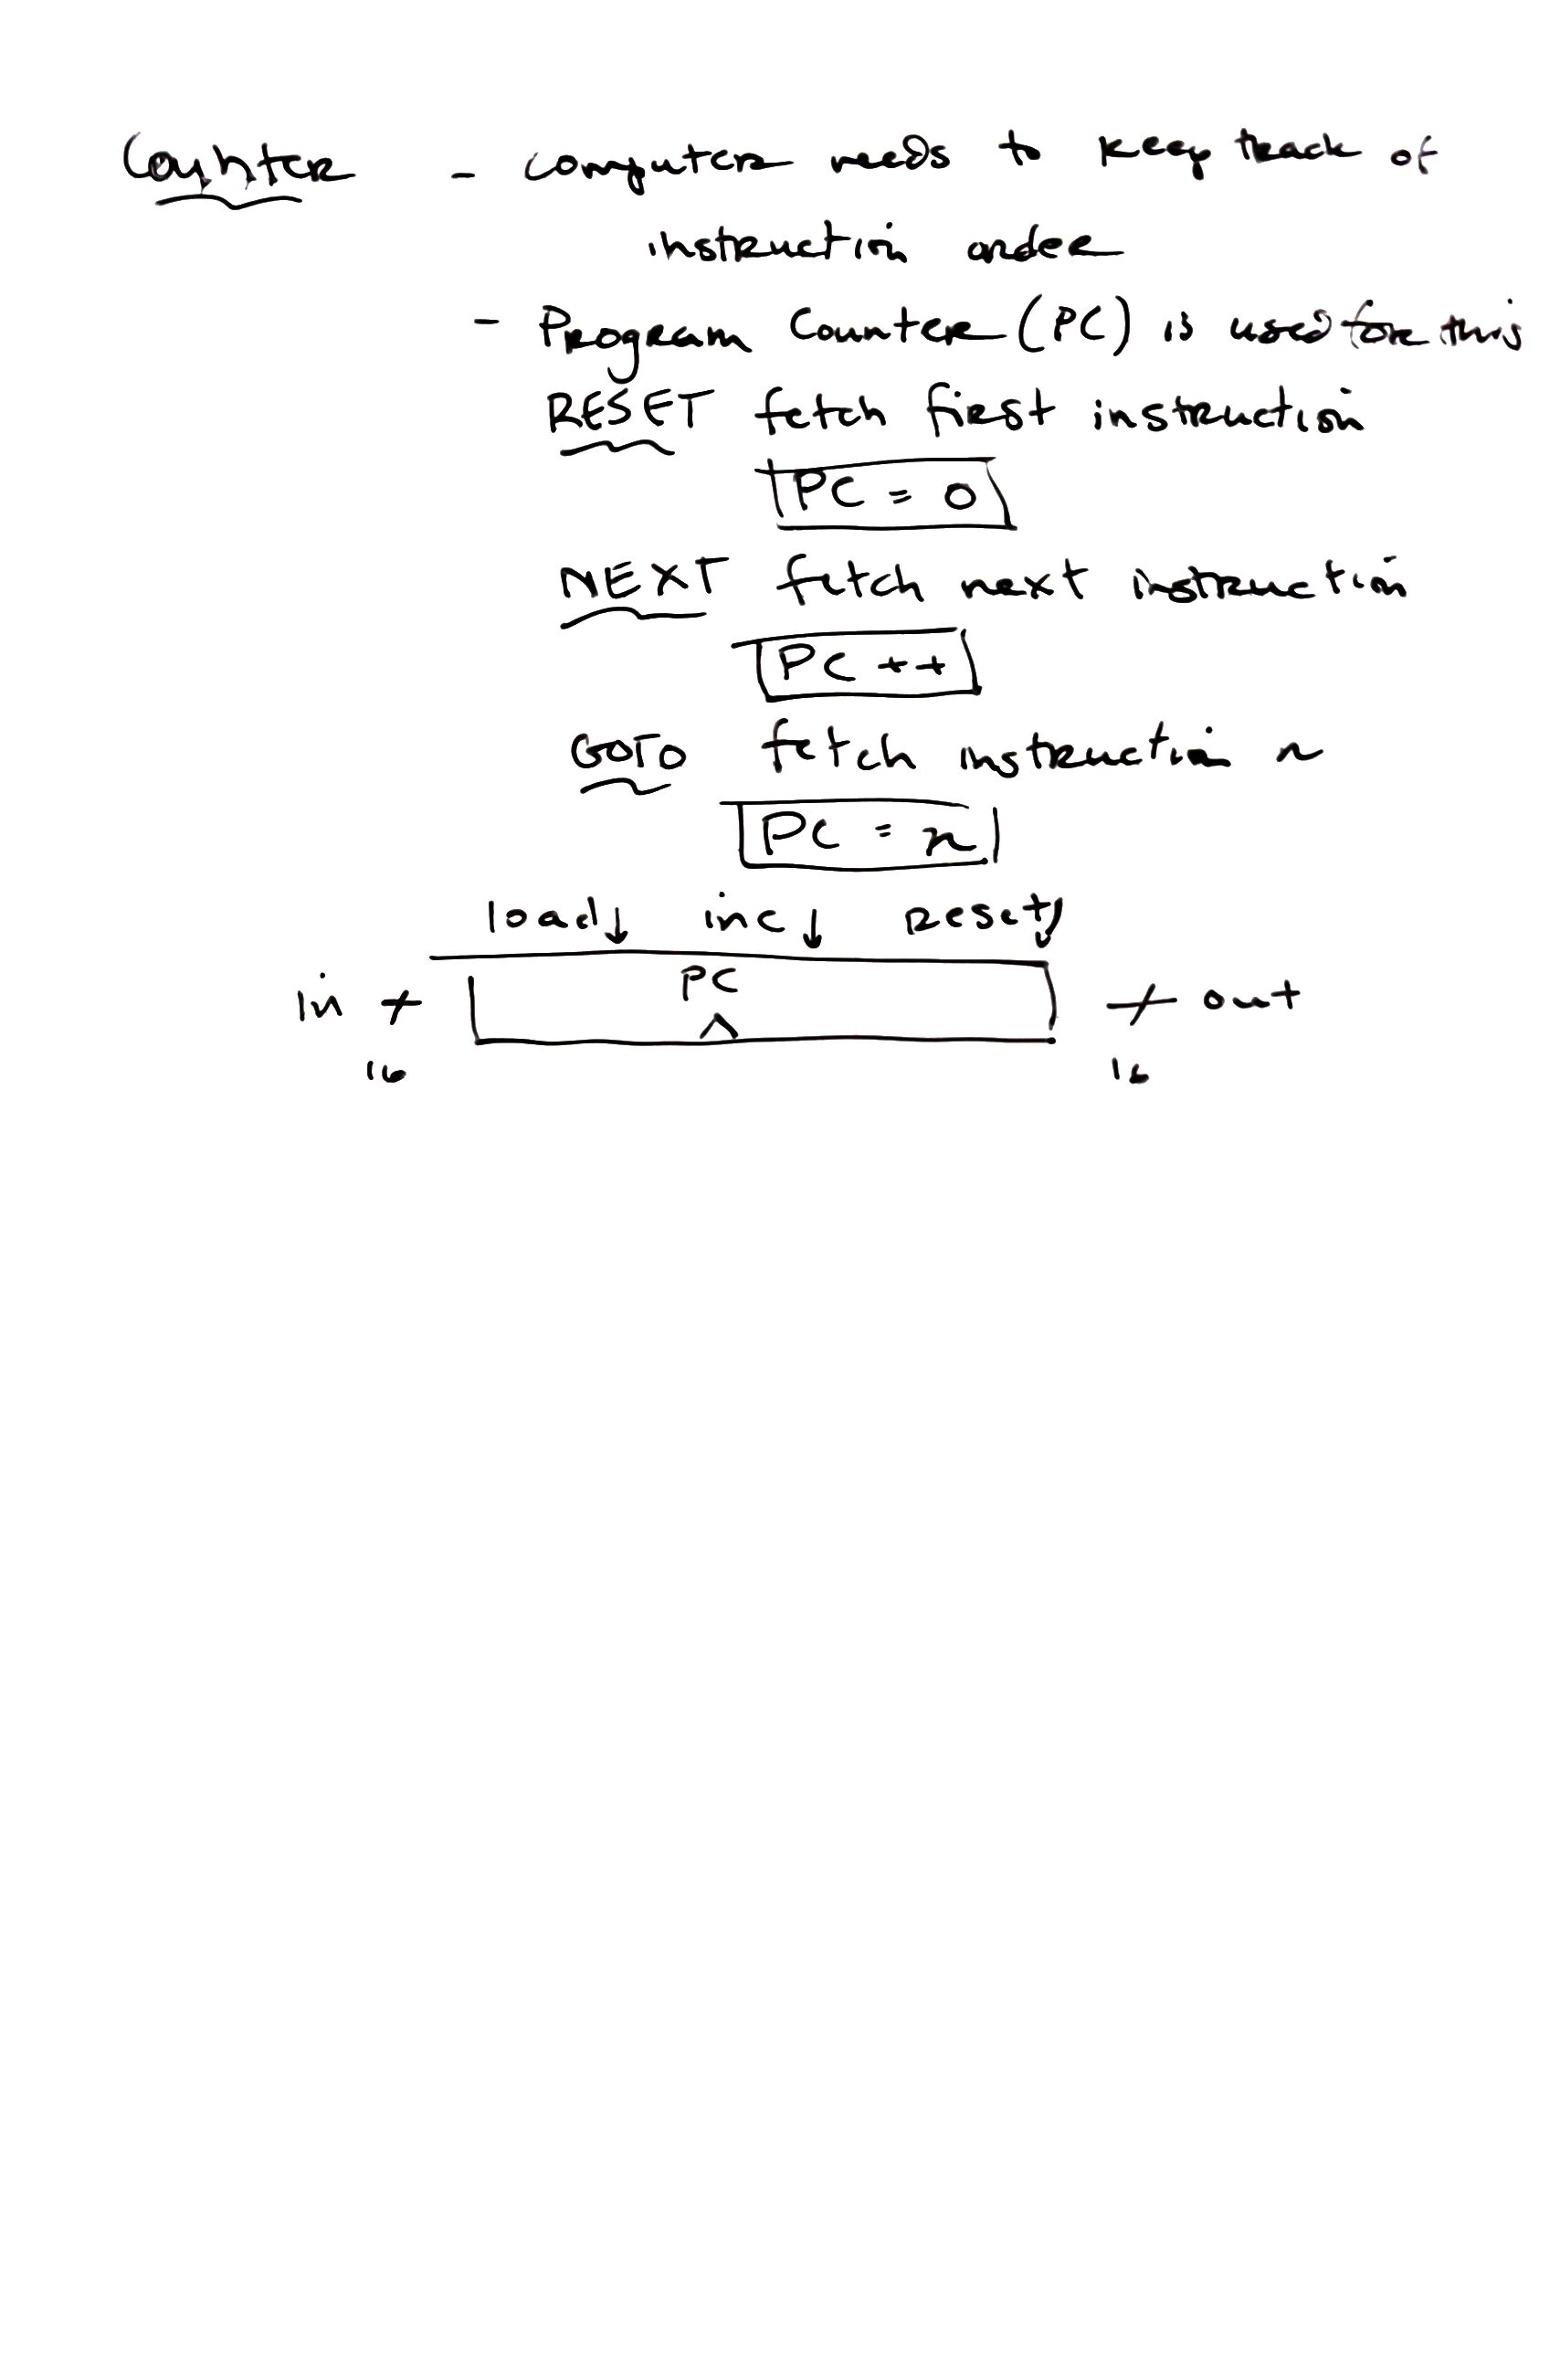 Counter - computer needs to keep track of
instruction order
- Program Counter (PC) is used for this
RESET fetch first instruction
PC = 0
NEXT fetch next instruction
PC ++
GOTO fetch instruction n
PC = n
load↓ inc↓ reset↓
PC
in out
16 16